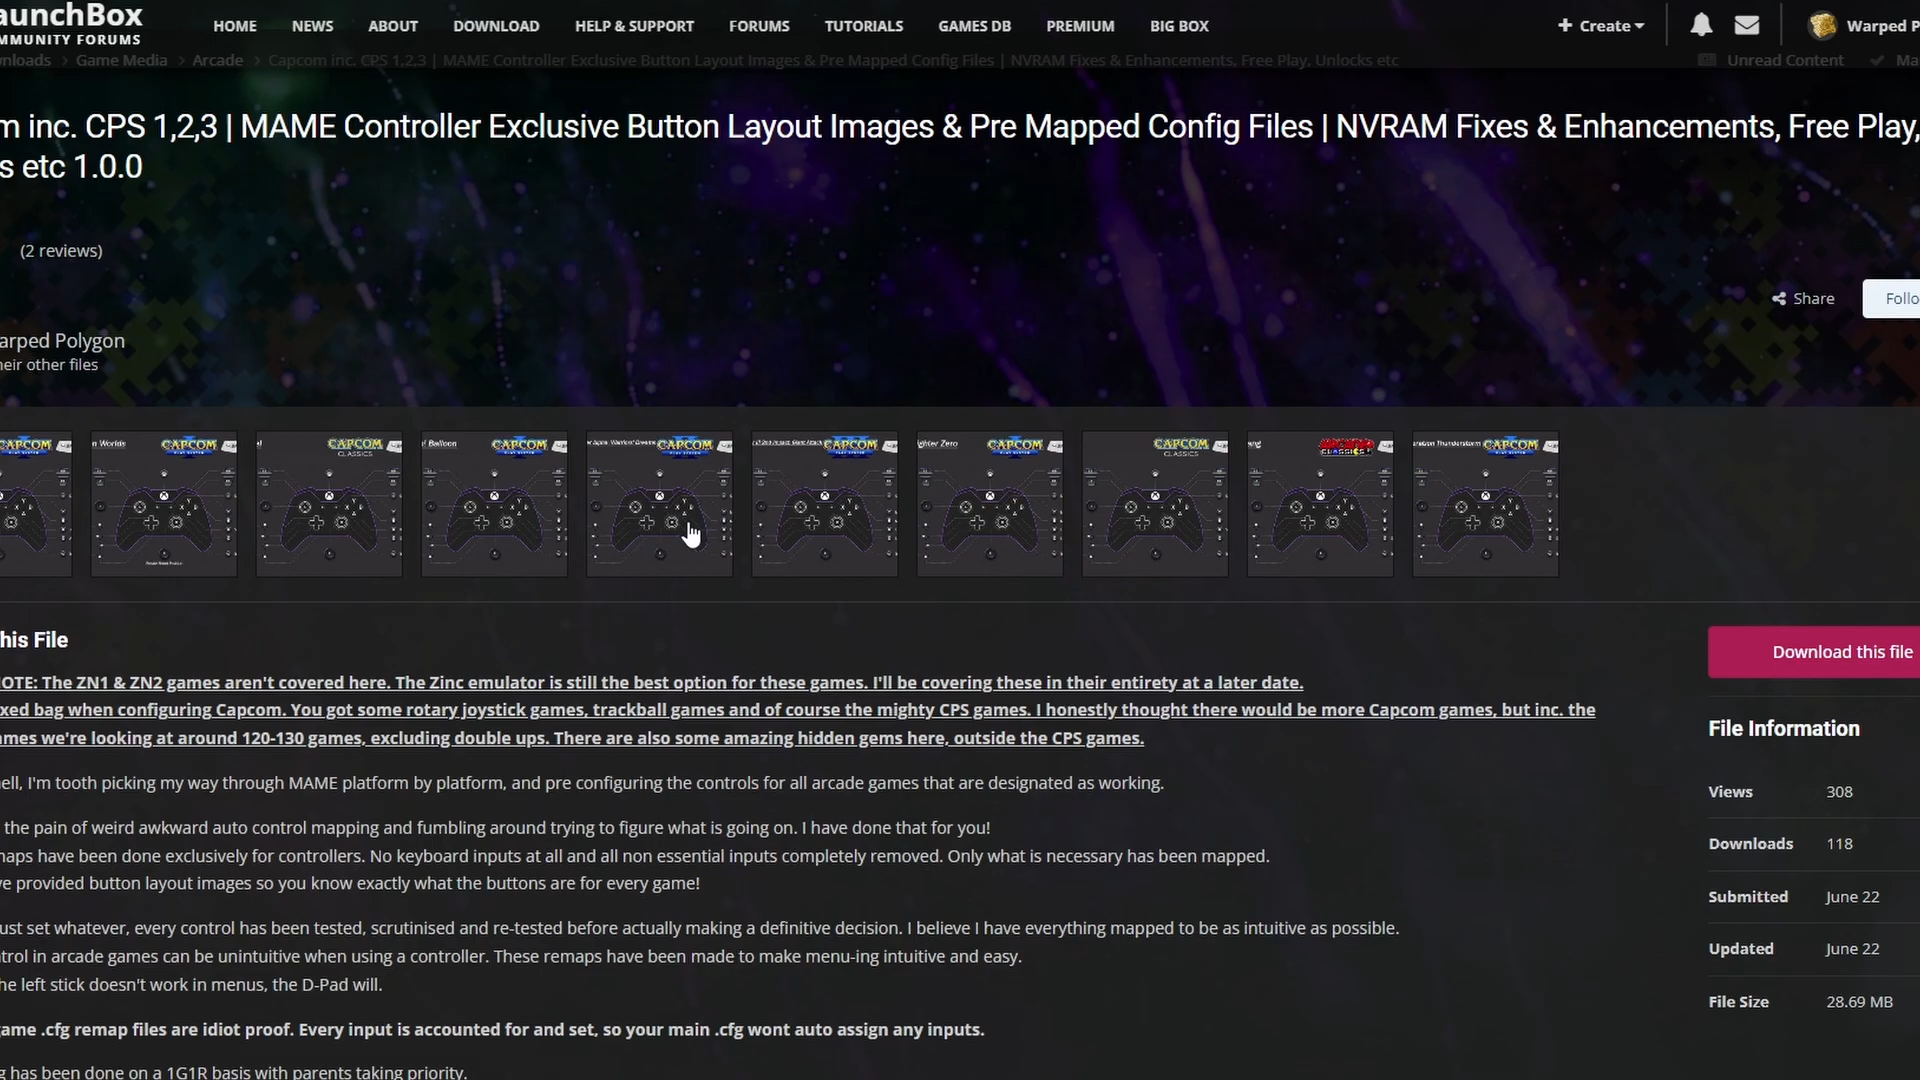 aunchBox
MMUNITY FORUMS
HOME NEWS ABOUT DOWNLOAD HELP & SUPPORT FORUMS TUTORIALS GAMES DB PREMIUM BIG BOX
+ Create
Warped P
wnloads > Game Media > Arcade > Capcom inc. CPS 1,2,3 | MAME Controller Exclusive Button Layout Images & Pre Mapped Config Files | NVRAM Fixes & Enhancements, Free Play, Unlocks etc
Unread Content
Ma
m inc. CPS 1,2,3 | MAME Controller Exclusive Button Layout Images & Pre Mapped Config Files | NVRAM Fixes & Enhancements, Free Play,
s etc 1.0.0
(2 reviews)
Share
Follo
arped Polygon
heir other files
CAPCOM
n Worlds CAPCOM
CAPCOM CLASSICS
f Balloon CAPCOM
CAPCOM
CAPCOM
ghter Zero CAPCOM
CAPCOM CLASSICS
CLASSICS
eration Thunderstorm CAPCOM
his File
OTE: The ZN1 & ZN2 games aren't covered here. The Zinc emulator is still the best option for these games. I'll be covering these in their entirety at a later date.
xed bag when configuring Capcom. You got some rotary joystick games, trackball games and of course the mighty CPS games. I honestly thought there would be more Capcom games, but inc. the
ames we're looking at around 120-130 games, excluding double ups. There are also some amazing hidden gems here, outside the CPS games.
ell, I'm tooth picking my way through MAME platform by platform, and pre configuring the controls for all arcade games that are designated as working.
the pain of weird awkward auto control mapping and fumbling around trying to figure what is going on. I have done that for you!
maps have been done exclusively for controllers. No keyboard inputs at all and all non essential inputs completely removed. Only what is necessary has been mapped.
ve provided button layout images so you know exactly what the buttons are for every game!
ust set whatever, every control has been tested, scrutinised and re-tested before actually making a definitive decision. I believe I have everything mapped to be as intuitive as possible.
ntrol in arcade games can be unintuitive when using a controller. These remaps have been made to make menu-ing intuitive and easy.
he left stick doesn't work in menus, the D-Pad will.
ame .cfg remap files are idiot proof. Every input is accounted for and set, so your main .cfg wont auto assign any inputs.
g has been done on a 1G1R basis with parents taking priority.
Download this file
File Information
Views 308
Downloads 118
Submitted June 22
Updated June 22
File Size 28.69 MB